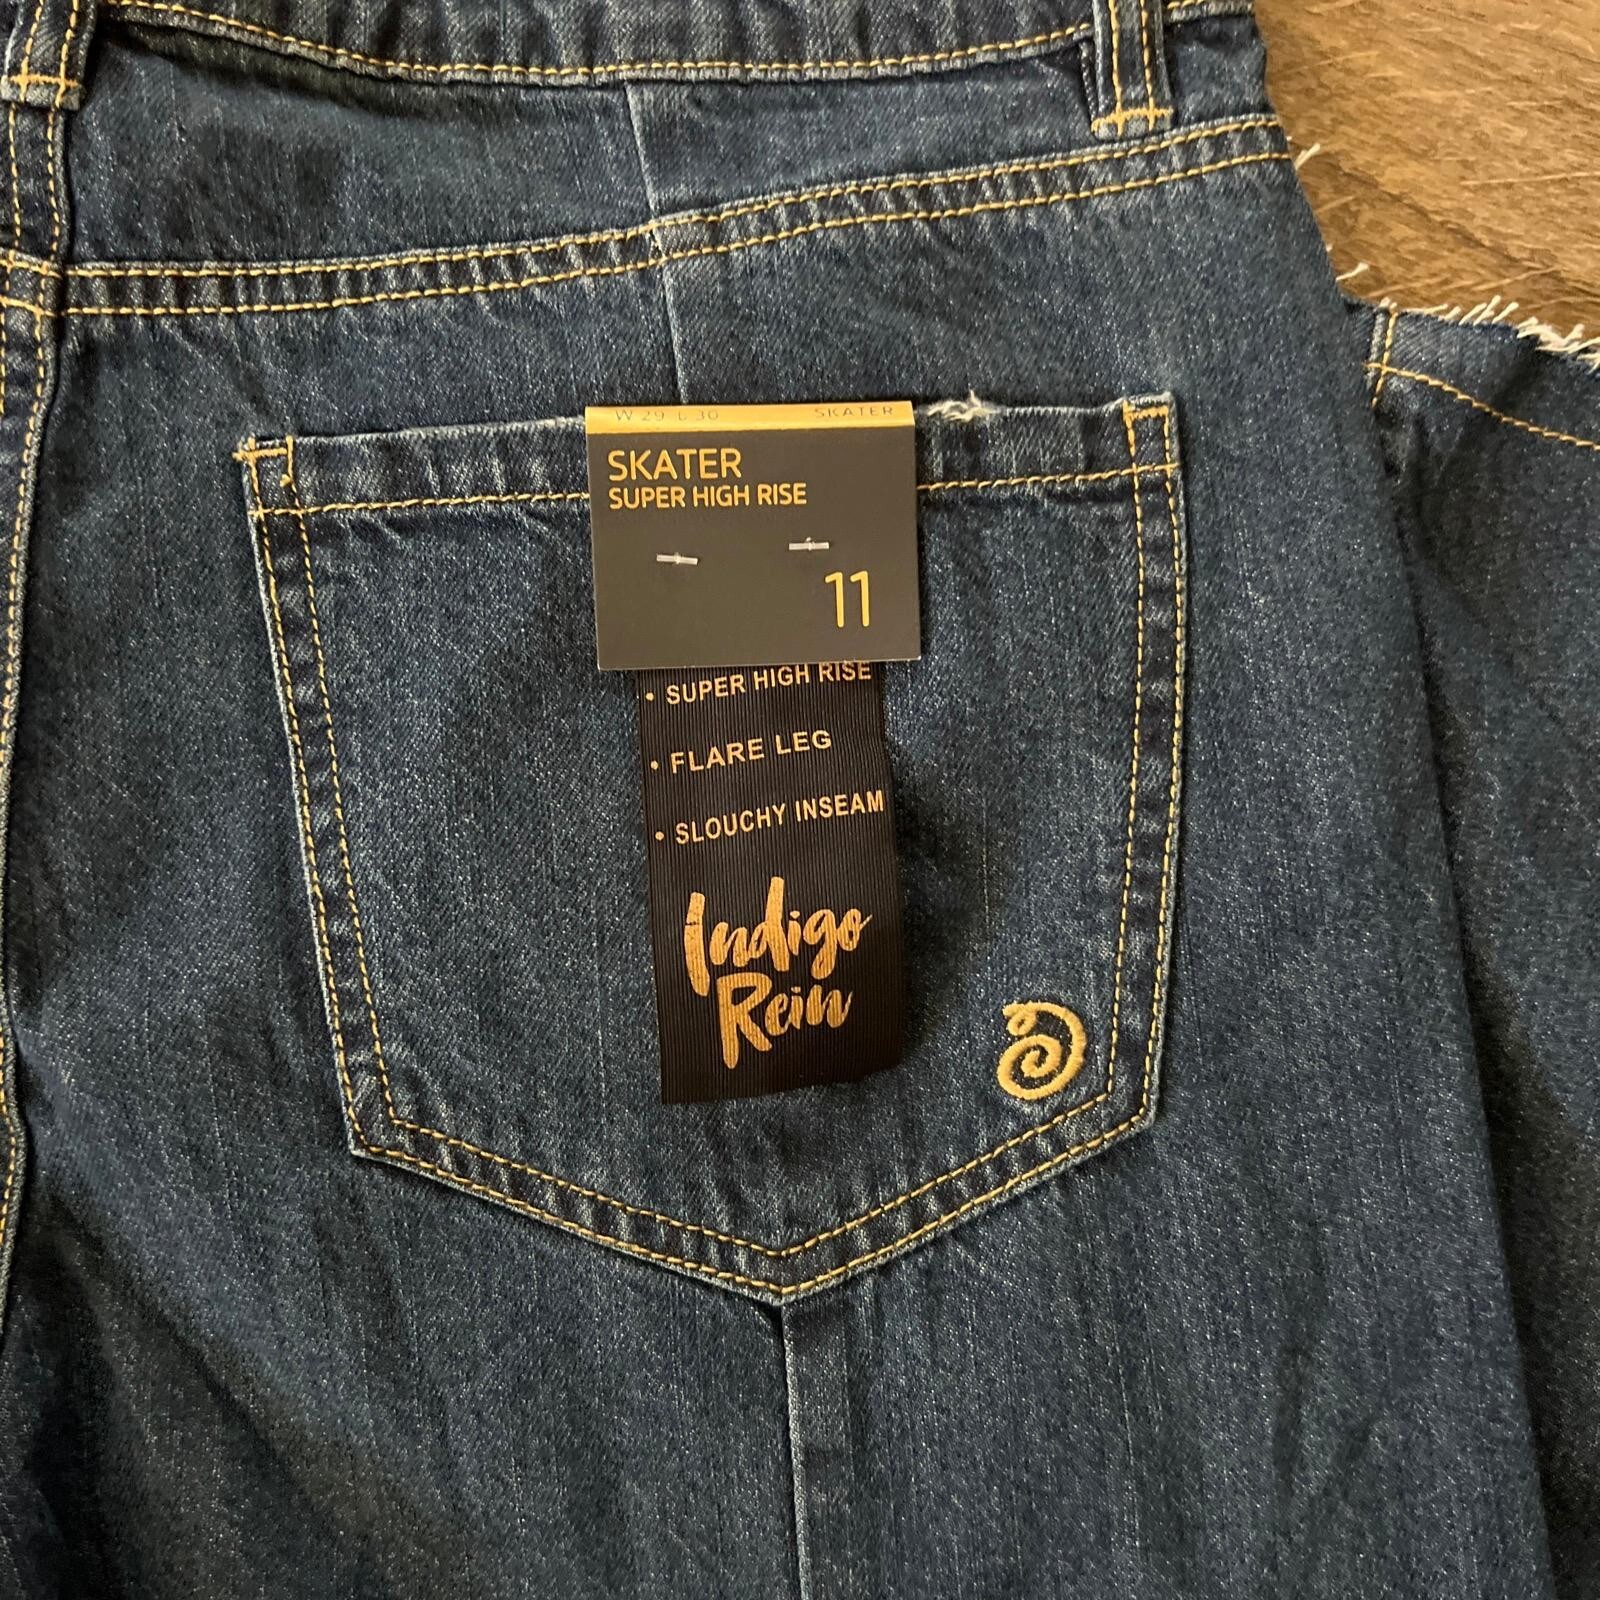 W 29 L 30 SKATER
SKATER
SUPER HIGH RISE
11
• SUPER HIGH RISE
• FLARE LEG
• SLOUCHY INSEAM
Indigo
Rein